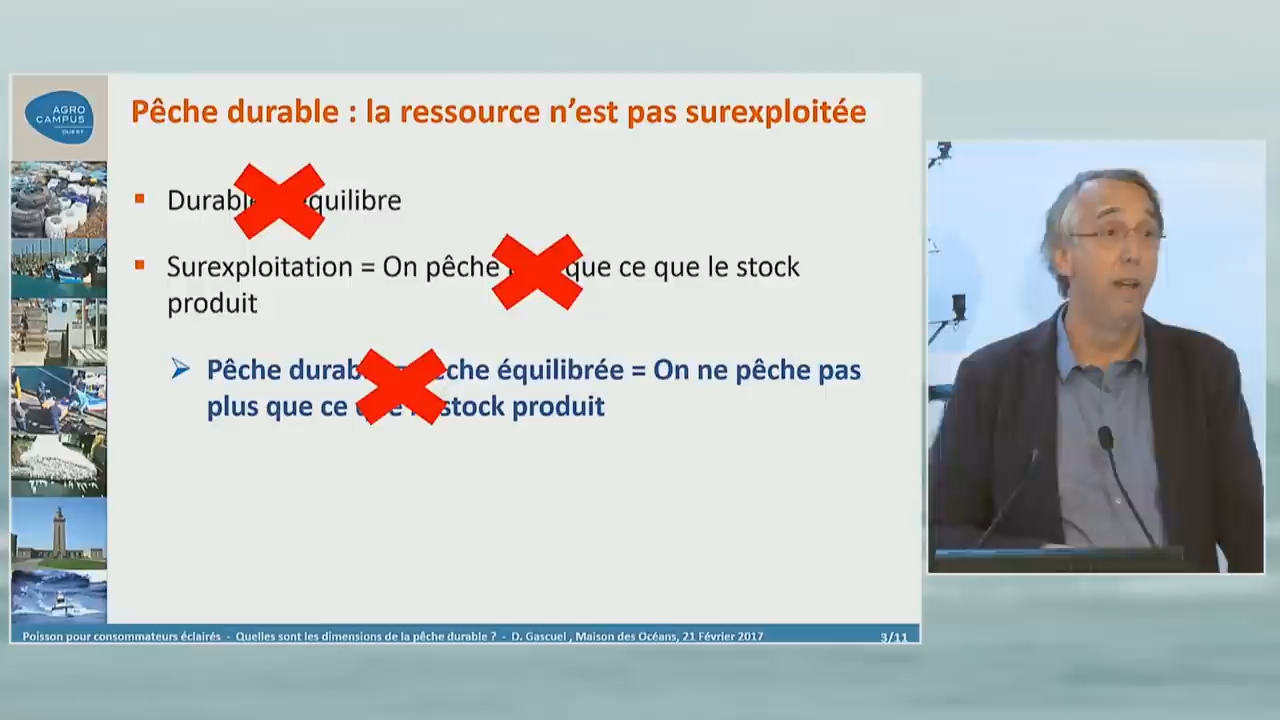 AGRO
CAMPUS
OUEST
Pêche durable : la ressource n'est pas surexploitée
Durabl quilibre
Surexploitation = On pêche que ce que le stock
produit
Pêche durab che équilibrée = On ne pêche pas
plus que ce stock produit
Poisson pour consommateurs éclairés - Quelles sont les dimensions de la pêche durable ? - D. Gascuel , Maison des Océans, 21 Février 2017 3/11